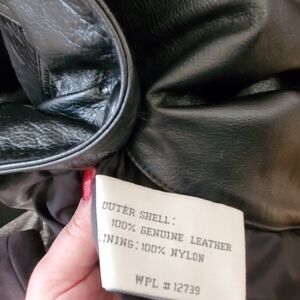 OUTER SHELL:
100% GENUINE LEATHER
LINING: 100% NYLON
WPL # 12739